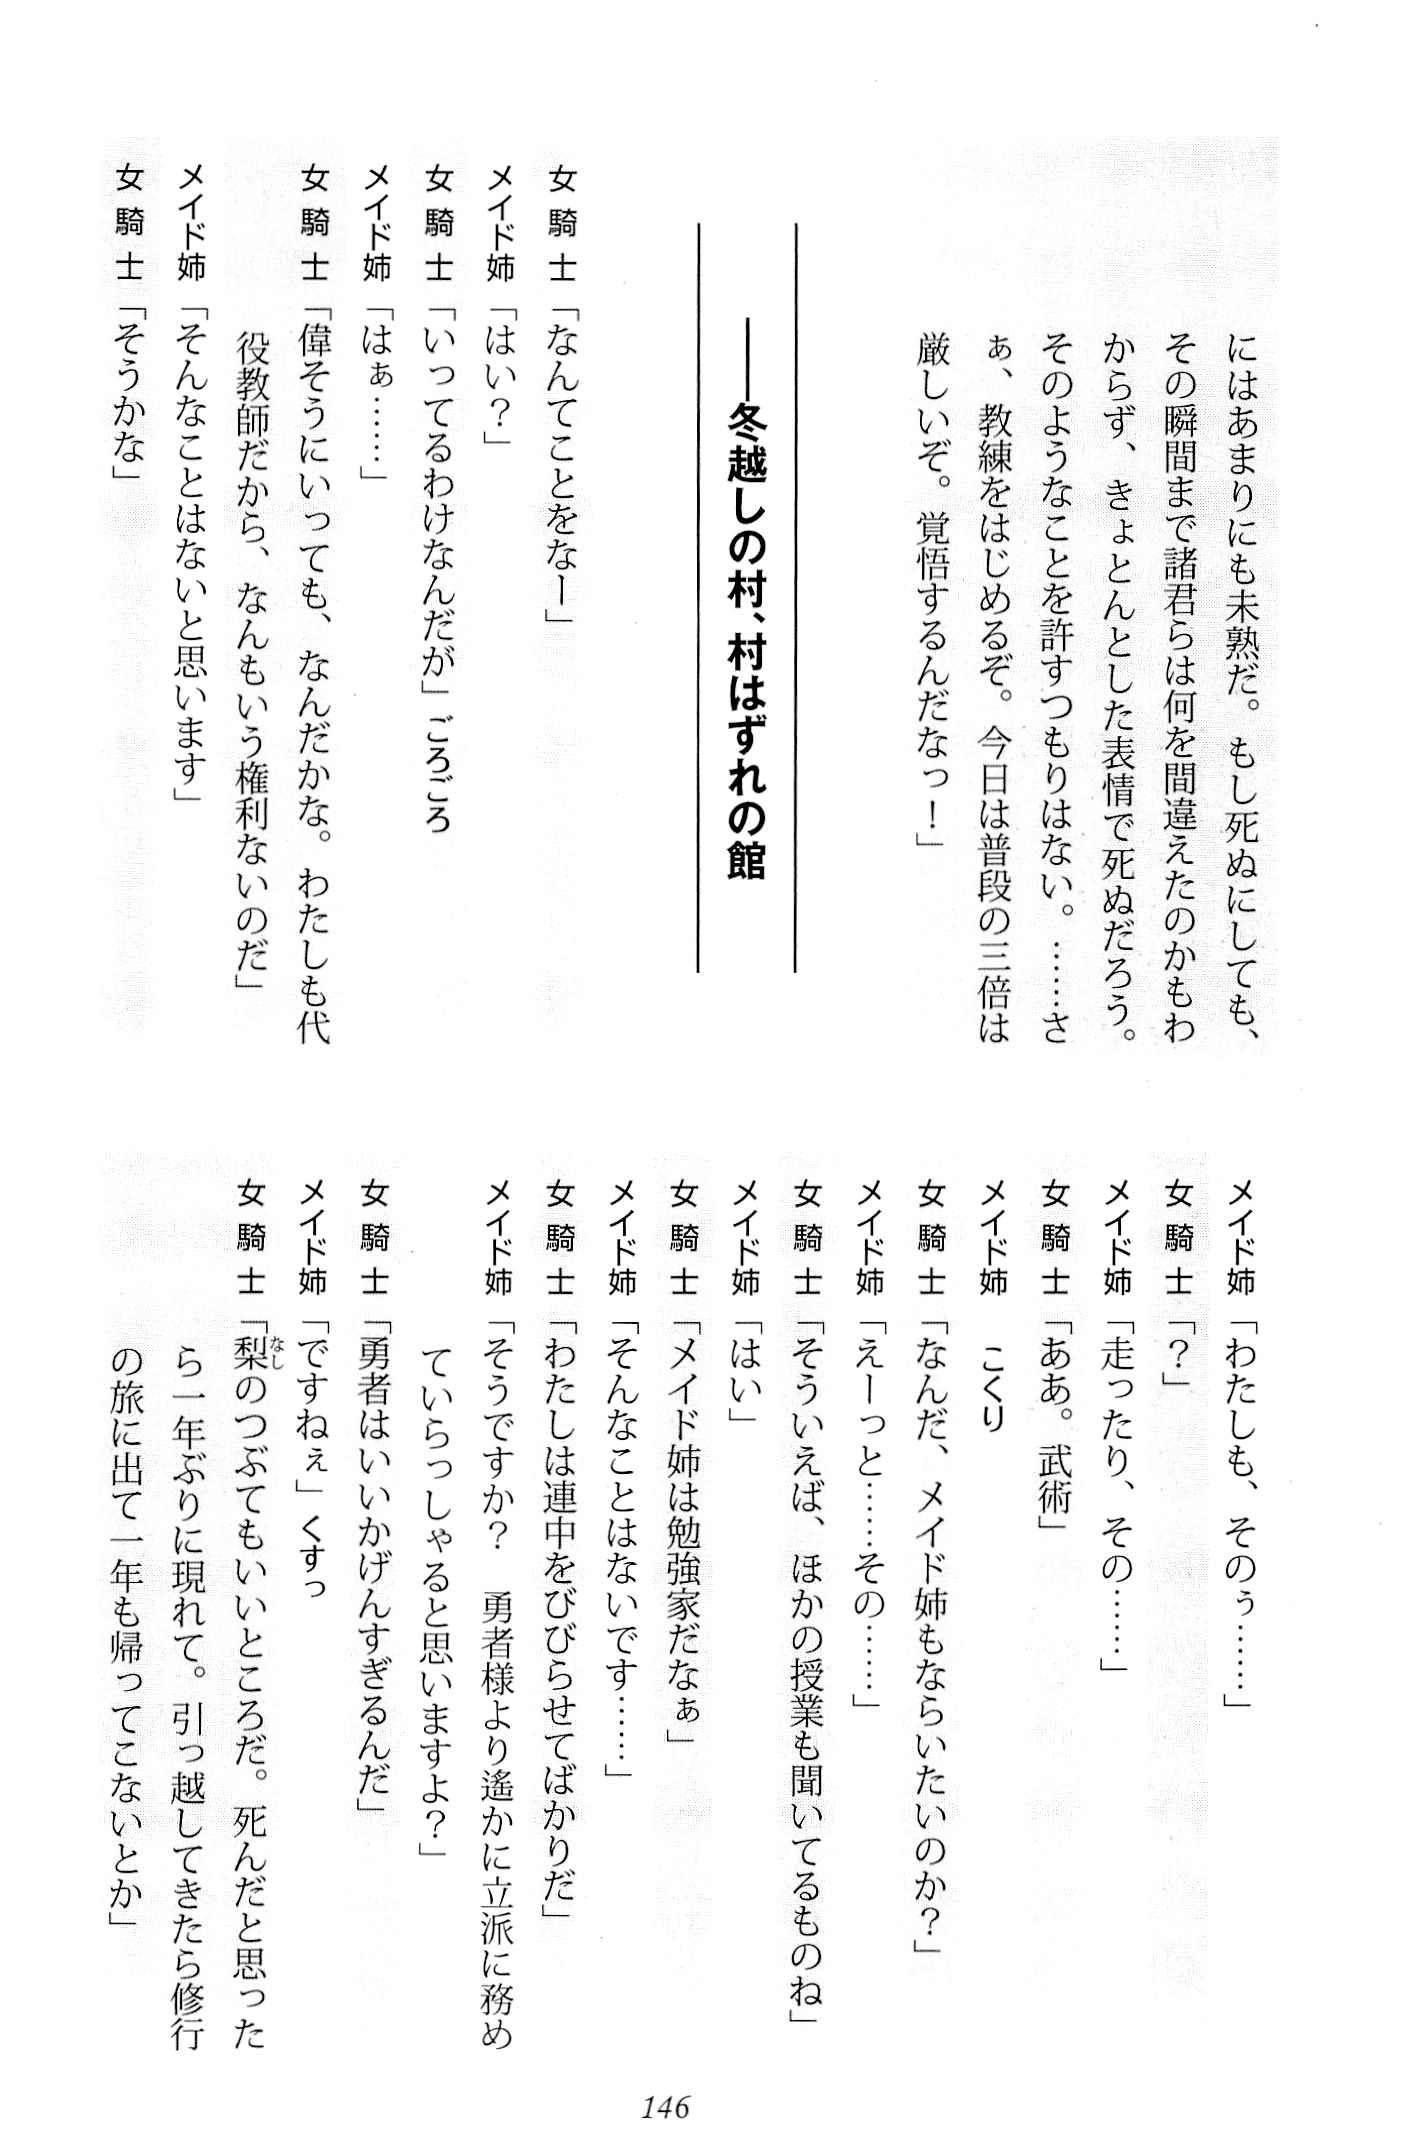 にはあまりにも未熟だ。もし死ぬにしても、
その瞬間まで諸君らは何を間違えたのかもわ
からず、きょとんとした表情で死ぬだろう。
そのようなことを許すつもりはない。……さ
ぁ、教練をはじめるぞ。今日は普段の三倍は
厳しいぞ。覚悟するんだなっ！」
――冬越しの村、村はずれの館
女騎士「なんてことをなー」
メイド姉「はい？」
女騎士「いってるわけなんだが」ごろごろ
メイド姉「はぁ……」
女騎士「偉そうにいっても、なんだかな。わたしも代
役教師だから、なんもいう権利ないのだ」
メイド姉「そんなことはないと思います」
女騎士「そうかな」
メイド姉「わたしも、そのぅ……」
女騎士「？」
メイド姉「走ったり、その……」
女騎士「ああ。武術」
メイド姉　こくり
女騎士「なんだ、メイド姉もならいたいのか？」
メイド姉「えーっと……その……」
女騎士「そういえば、ほかの授業も聞いてるものね」
メイド姉「はい」
女騎士「メイド姉は勉強家だなぁ」
メイド姉「そんなことはないです……」
女騎士「わたしは連中をびびらせてばかりだ」
メイド姉「そうですか？　勇者様より遙かに立派に務め
ていらっしゃると思いますよ？」
女騎士「勇者はいいかげんすぎるんだ」
メイド姉「ですねぇ」くすっ
女騎士「梨のつぶてもいいところだ。死んだと思った
ら一年ぶりに現れて。引っ越してきたら修行
の旅に出て一年も帰ってこないとか」
146